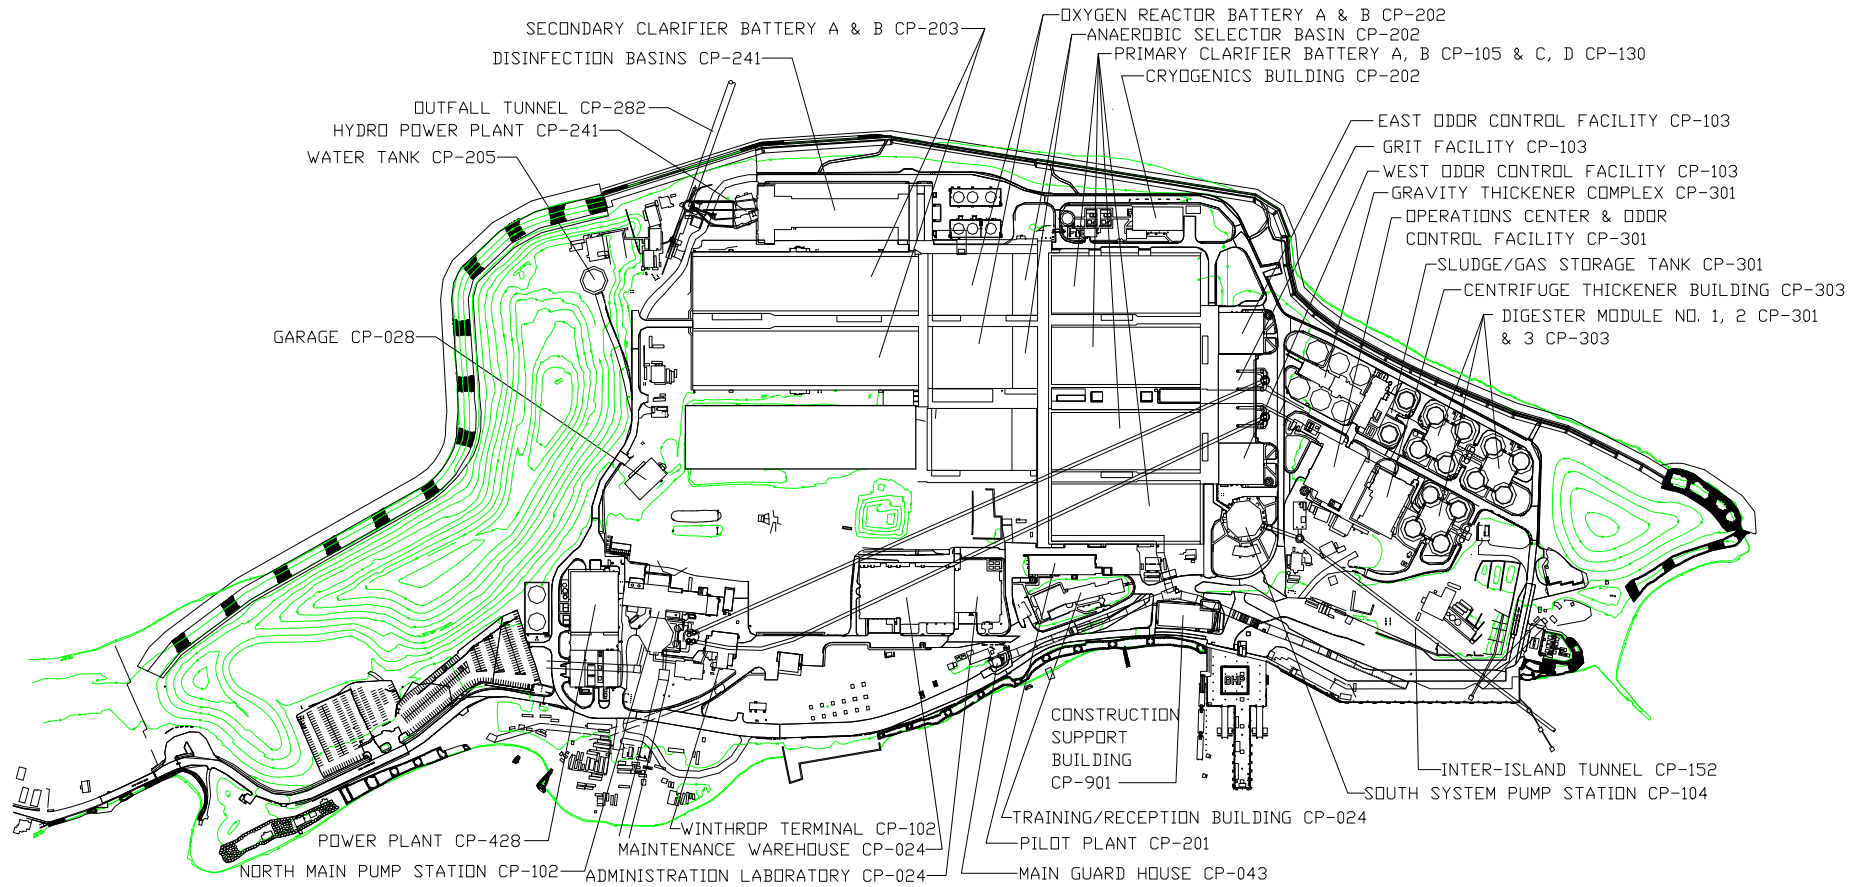 OXYGEN REACTOR BATTERY A & B CP-202
SECONDARY CLARIFIER BATTERY A & B CP-203
ANAEROBIC SELECTOR BASIN CP-202
PRIMARY CLARIFIER BATTERY A, B CP-105 & C, D CP-130
DISINFECTION BASINS CP-241
CRYOGENICS BUILDING CP-202
OUTFALL TUNNEL CP-282
EAST ODOR CONTROL FACILITY CP-103
HYDRO POWER PLANT CP-241
GRIT FACILITY CP-103
WATER TANK CP-205
WEST ODOR CONTROL FACILITY CP-103
GRAVITY THICKENER COMPLEX CP-301
OPERATIONS CENTER & ODOR
CONTROL FACILITY CP-301
SLUDGE/GAS STORAGE TANK CP-301
CENTRIFUGE THICKENER BUILDING CP-303
DIGESTER MODULE NO. 1, 2 CP-301
& 3 CP-303
GARAGE CP-028
BHP
CONSTRUCTION
SUPPORT
BUILDING
CP-901
INTER-ISLAND TUNNEL CP-152
SOUTH SYSTEM PUMP STATION CP-104
TRAINING/RECEPTION BUILDING CP-024
WINTHROP TERMINAL CP-102
POWER PLANT CP-428
PILOT PLANT CP-201
MAINTENANCE WAREHOUSE CP-024
NORTH MAIN PUMP STATION CP-102
ADMINISTRATION LABORATORY CP-024
MAIN GUARD HOUSE CP-043